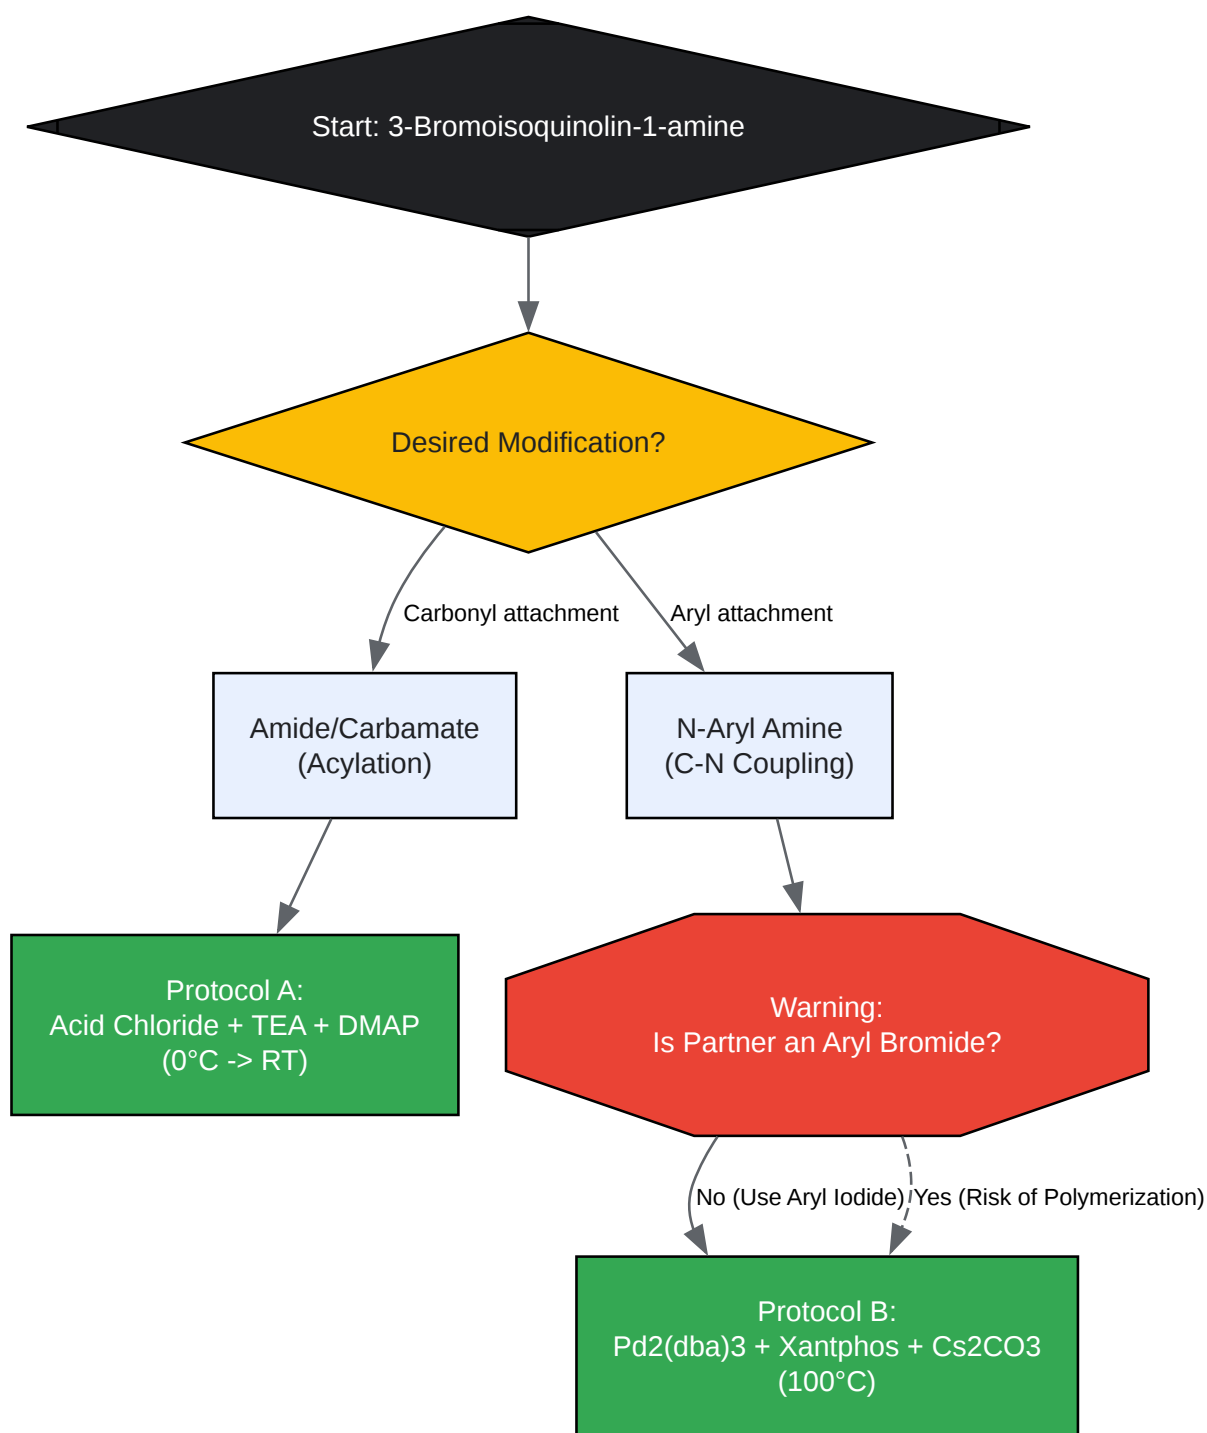 Start: 3-Bromoisoquinolin-1-amine
Desired Modification?
Carbonyl attachment
Aryl attachment
Amide/Carbamate
(Acylation)
N-Aryl Amine
(C-N Coupling)
Protocol A:
Acid Chloride + TEA + DMAP
(0°C -> RT)
Warning:
Is Partner an Aryl Bromide?
No (Use Aryl Iodide)
Yes (Risk of Polymerization)
Protocol B:
Pd2(dba)3 + Xantphos + Cs2CO3
(100°C)